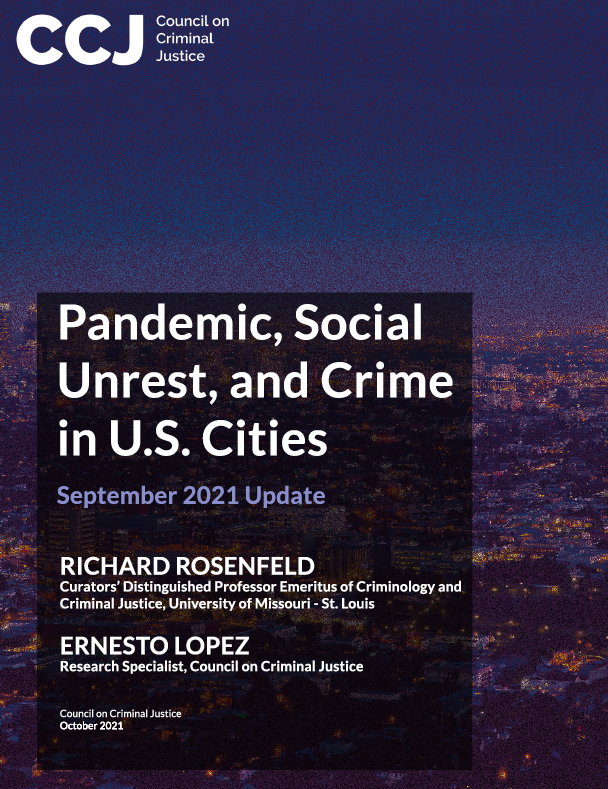 CCJ
Council on
Criminal
Justice
Pandemic, Social
Unrest, and Crime
in U.S. Cities
September 2021 Update
RICHARD ROSENFELD
Curators' Distinguished Professor Emeritus of Criminology and
Criminal Justice, University of Missouri - St. Louis
ERNESTO LOPEZ
Research Specialist, Council on Criminal Justice
Council on Criminal Justice
October 2021